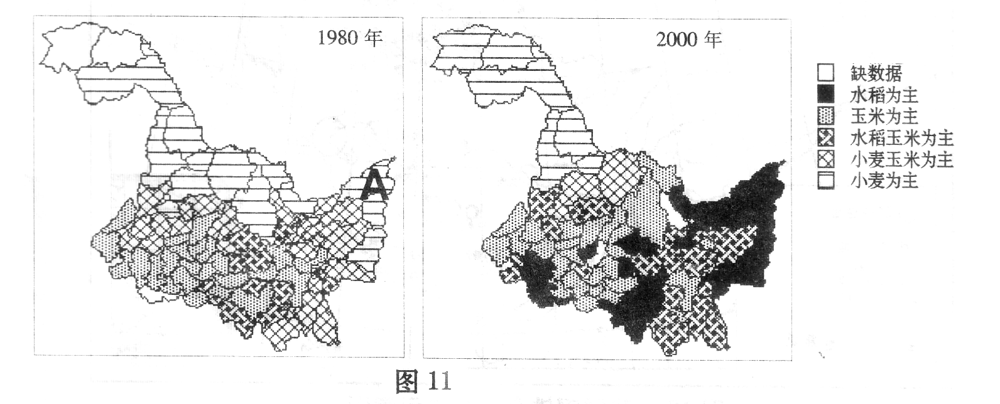 1980 年
2000 年
A
缺数据
水稻为主
玉米为主
水稻玉米为主
小麦玉米为主
小麦为主
图 11